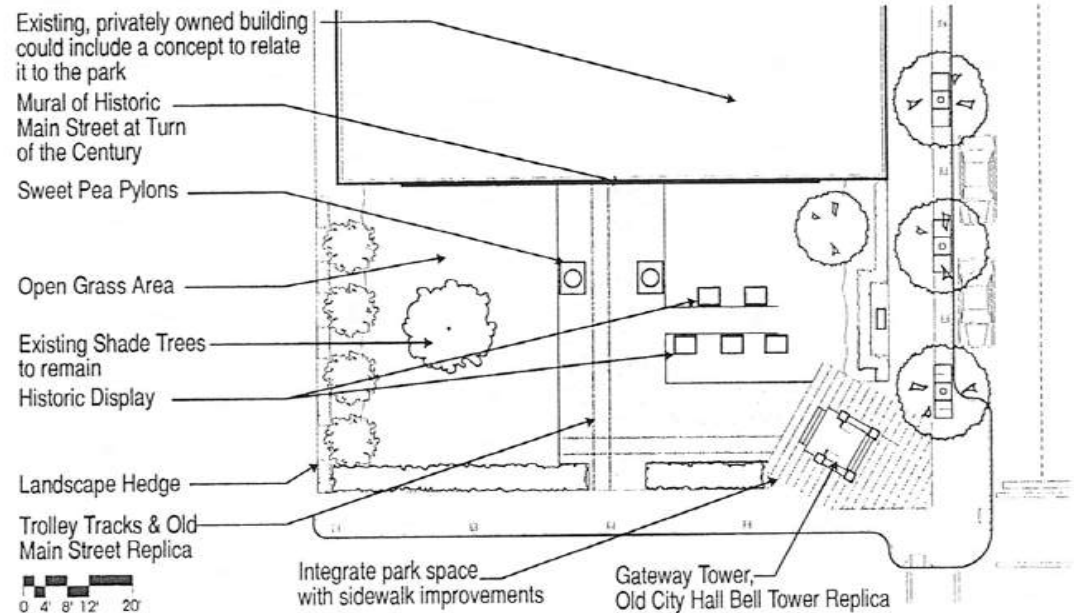 Existing, privately owned building
could include a concept to relate
it to the park
Mural of Historic
Main Street at Turn
of the Century
Sweet Pea Pylons
Open Grass Area
Existing Shade Trees
to remain
Historic Display
Landscape Hedge
Trolley Tracks & Old
Main Street Replica
0 4' 8' 12' 20'
Integrate park space
with sidewalk improvements
Gateway Tower,
Old City Hall Bell Tower Replica